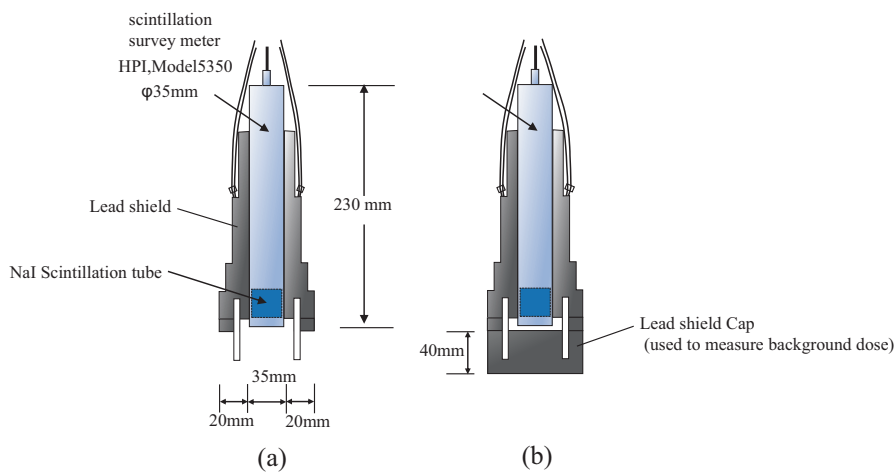 scintillation
survey meter
HPI,Model5350
φ35mm
Lead shield
230 mm
NaI Scintillation tube
35mm
20mm
20mm
(a)
40mm
Lead shield Cap
(used to measure background dose)
(b)